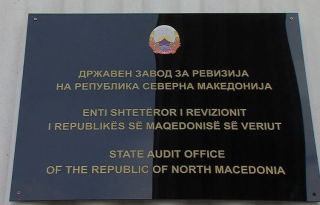 ДРЖАВЕН ЗАВОД ЗА РЕВИЗИЈА
НА РЕПУБЛИКА СЕВЕРНА МАКЕДОНИЈА
ENTI SHTETËROR I REVIZIONIT
I REPUBLIKËS SË MAQEDONISË SË VERIUT
STATE AUDIT OFFICE
OF THE REPUBLIC OF NORTH MACEDONIA